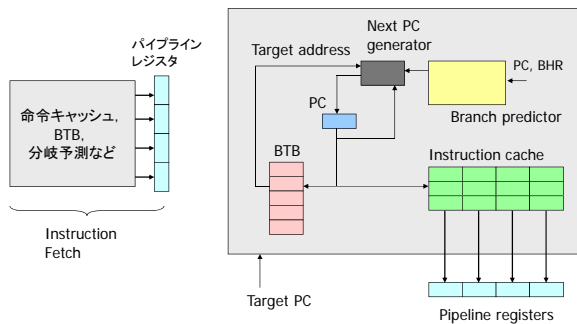 パイプライン
レジスタ
命令キャッシュ,
BTB,
分岐予測など
Instruction
Fetch
Next PC
generator
Target address
PC, BHR
PC
Branch predictor
BTB
Instruction cache
Target PC
Pipeline registers